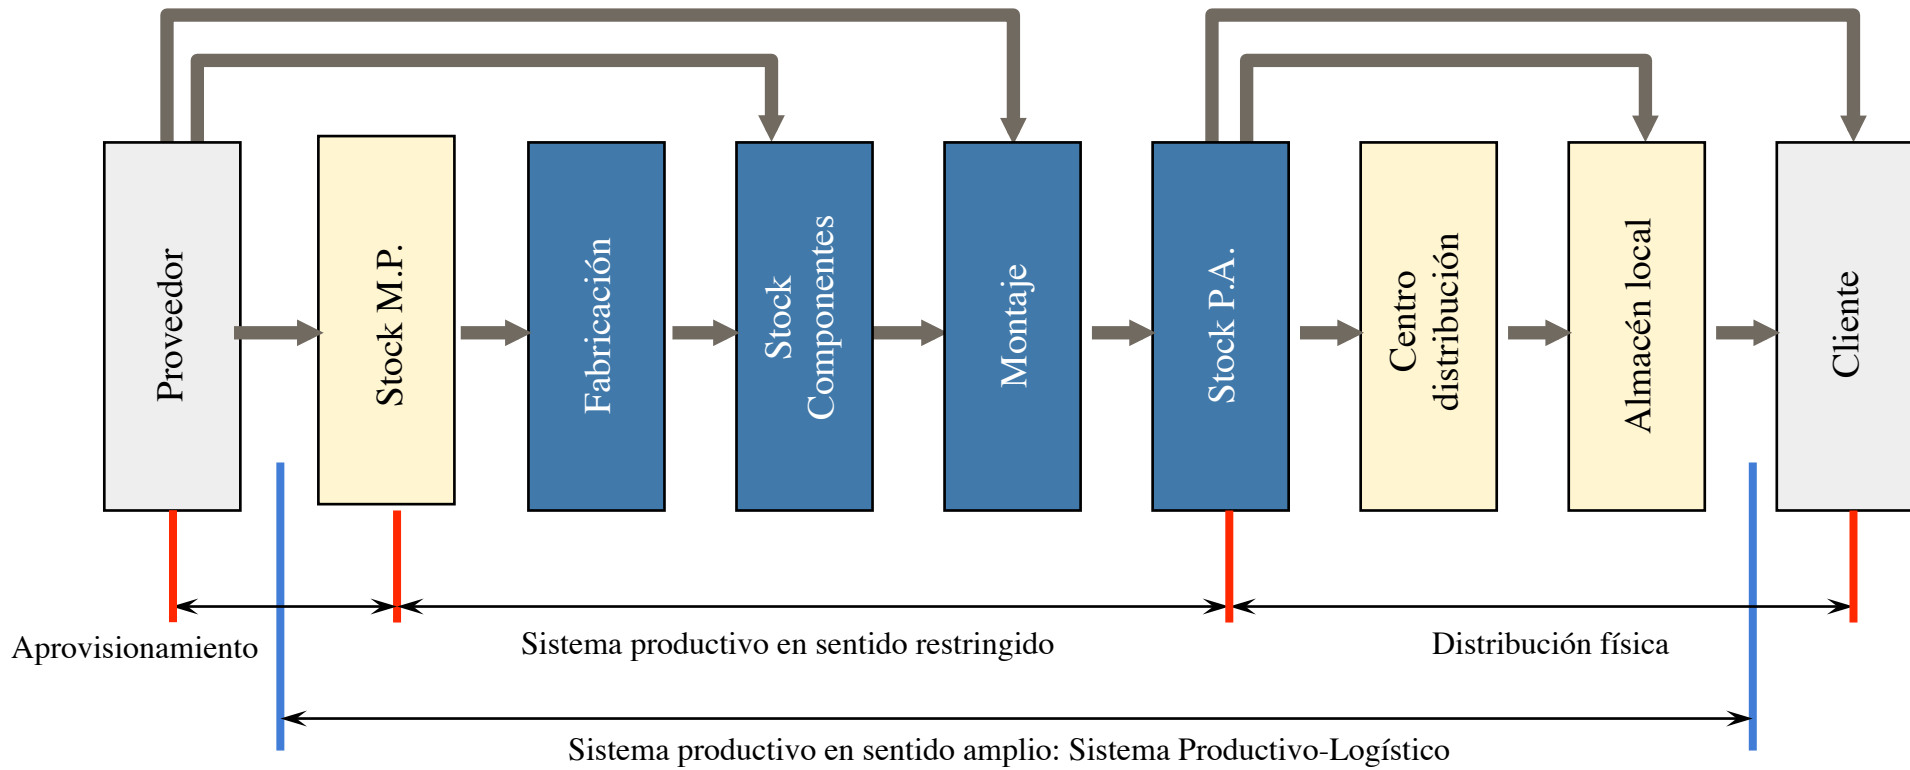 Proveedor
Stock M.P.
Fabricación
Stock
Componentes
Montaje
Stock P.A.
Centro
distribución
Almacén local
Cliente
Aprovisionamiento
Sistema productivo en sentido restringido
Distribución física
Sistema productivo en sentido amplio: Sistema Productivo-Logístico